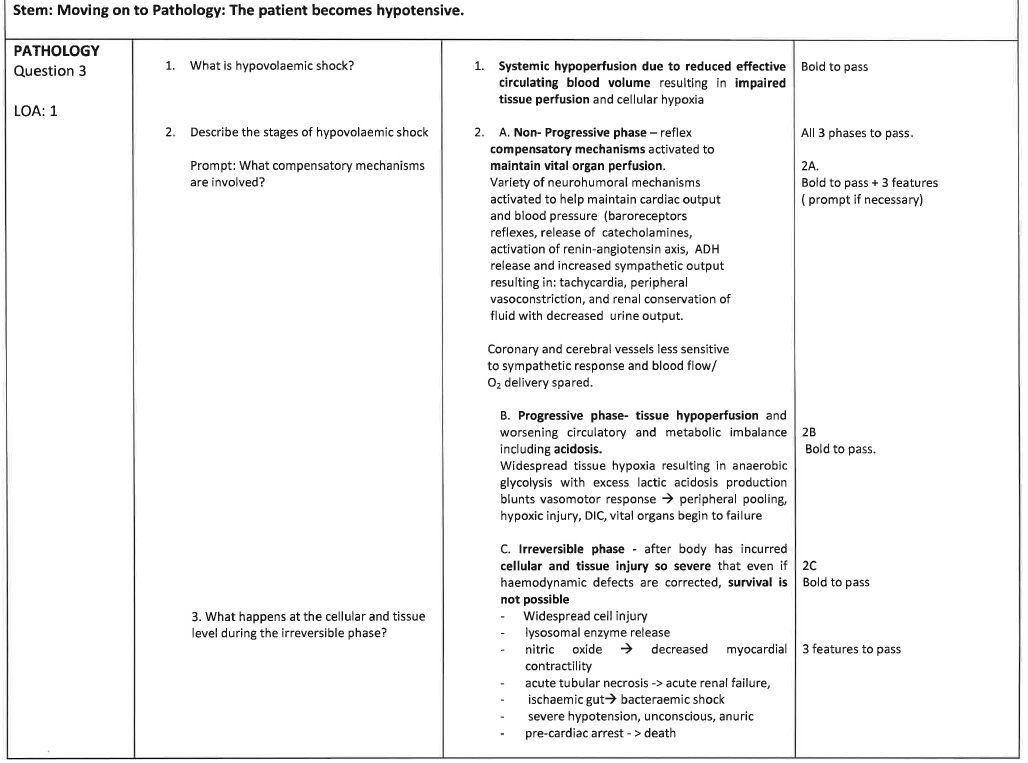 Stem: Moving on to Pathology: The patient becomes hypotensive.
PATHOLOGY
Question 3
LOA: 1
1. What is hypovolaemic shock?
1. Systemic hypoperfusion due to reduced effective
circulating blood volume resulting in impaired
tissue perfusion and cellular hypoxia
Bold to pass
2. Describe the stages of hypovolaemic shock
Prompt: What compensatory mechanisms
are involved?
2. A. Non- Progressive phase – reflex
compensatory mechanisms activated to
maintain vital organ perfusion.
Variety of neurohumoral mechanisms
activated to help maintain cardiac output
and blood pressure (baroreceptors
reflexes, release of catecholamines,
activation of renin-angiotensin axis, ADH
release and increased sympathetic output
resulting in: tachycardia, peripheral
vasoconstriction, and renal conservation of
fluid with decreased urine output.
Coronary and cerebral vessels less sensitive
to sympathetic response and blood flow/
O₂ delivery spared.
All 3 phases to pass.
2A.
Bold to pass + 3 features
( prompt if necessary)
B. Progressive phase- tissue hypoperfusion and
worsening circulatory and metabolic imbalance
including acidosis.
Widespread tissue hypoxia resulting in anaerobic
glycolysis with excess lactic acidosis production
blunts vasomotor response → peripheral pooling,
hypoxic injury, DIC, vital organs begin to failure
2B
Bold to pass.
C. Irreversible phase - after body has incurred
cellular and tissue injury so severe that even if
haemodynamic defects are corrected, survival is
not possible
2C
Bold to pass
3. What happens at the cellular and tissue
level during the irreversible phase?
- Widespread cell injury
- lysosomal enzyme release
- nitric oxide → decreased myocardial
contractility
- acute tubular necrosis -> acute renal failure,
- ischaemic gut→ bacteraemic shock
- severe hypotension, unconscious, anuric
- pre-cardiac arrest - > death
3 features to pass